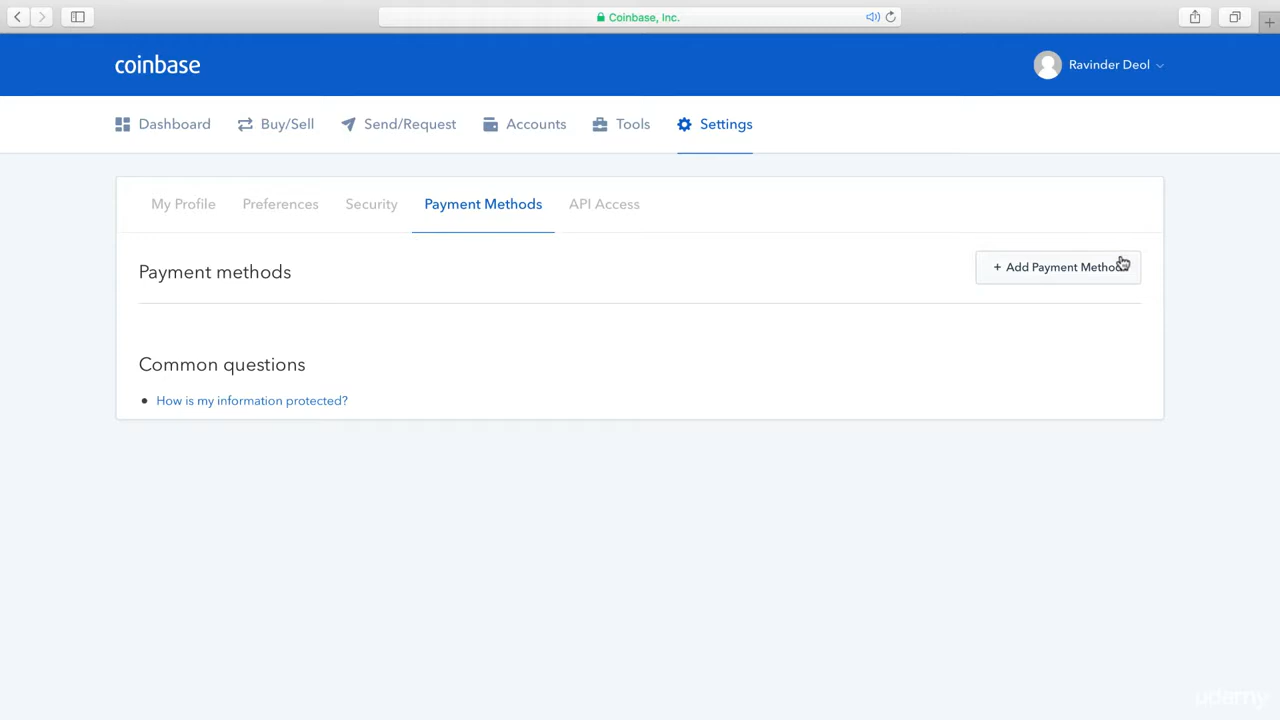 Coinbase, Inc.
coinbase
Ravinder Deol
Dashboard
Buy/Sell
Send/Request
Accounts
Tools
Settings
My Profile
Preferences
Security
Payment Methods
API Access
Payment methods
+ Add Payment Method
Common questions
• How is my information protected?
udemy